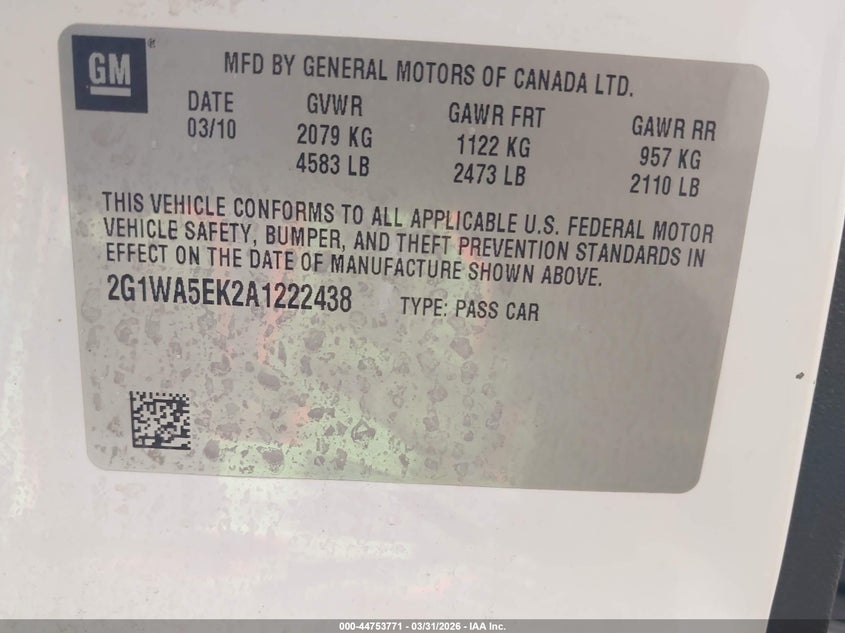 GM
MFD BY GENERAL MOTORS OF CANADA LTD.
DATE GVWR GAWR FRT GAWR RR
03/10 2079 KG 1122 KG 957 KG
4583 LB 2473 LB 2110 LB
THIS VEHICLE CONFORMS TO ALL APPLICABLE U.S. FEDERAL MOTOR
VEHICLE SAFETY, BUMPER, AND THEFT PREVENTION STANDARDS IN
EFFECT ON THE DATE OF MANUFACTURE SHOWN ABOVE.
2G1WA5EK2A1222438 TYPE: PASS CAR
000-44753771 - 03/31/2026 - IAA Inc.